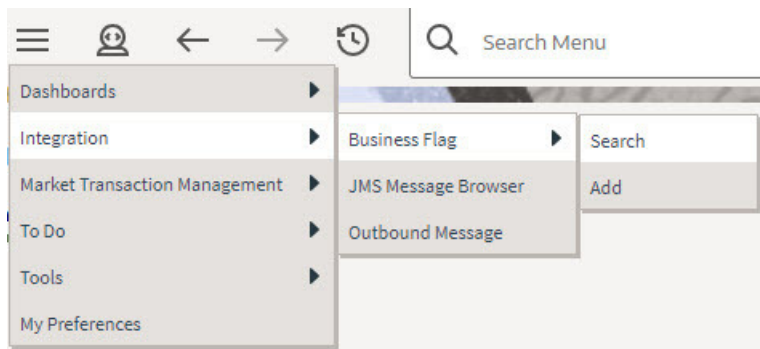 Search Menu
Dashboards
Integration
Market Transaction Management
To Do
Tools
My Preferences
Business Flag
JMS Message Browser
Outbound Message
Search
Add